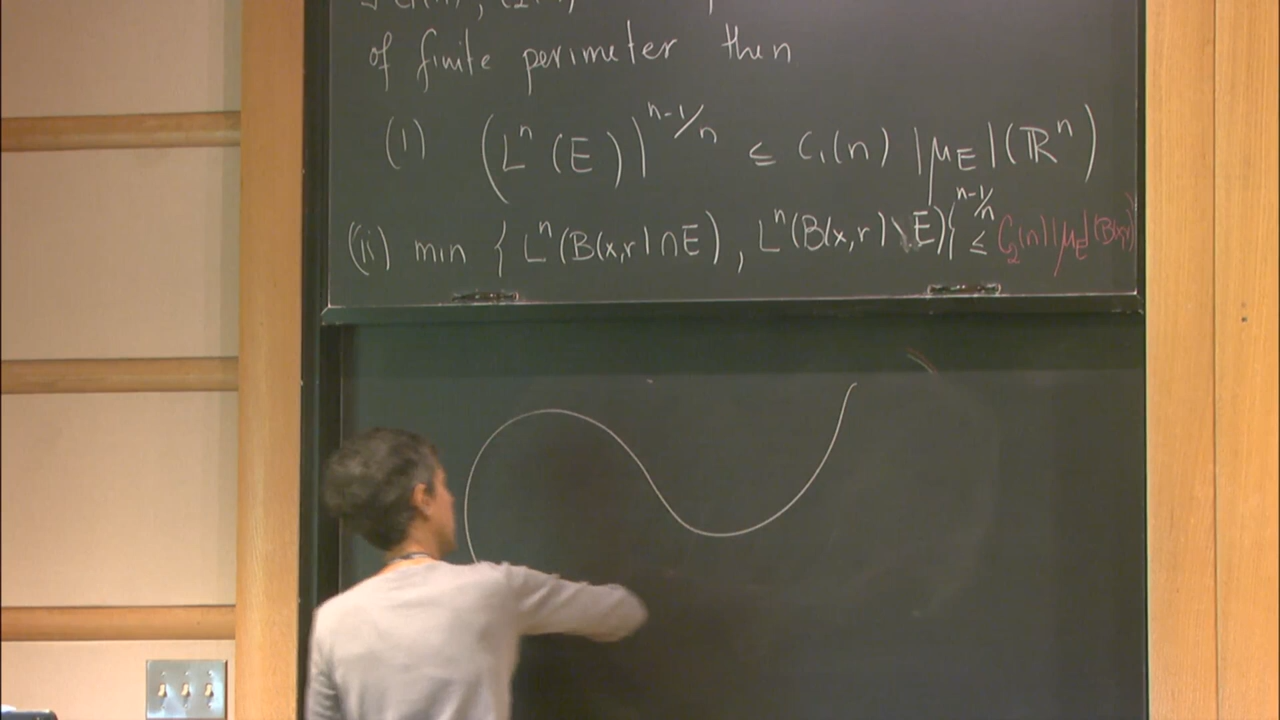 of finite perimeter then
(i) (L^n(E))^{n-1/n} ≤ C_1(n) |μ_E|(ℝ^n)
(ii) min { L^n(B(x,r) ∩ E), L^n(B(x,r) \ E) }^{n-1/n} ≤ C_2(n) |μ_E|(B(x,r))